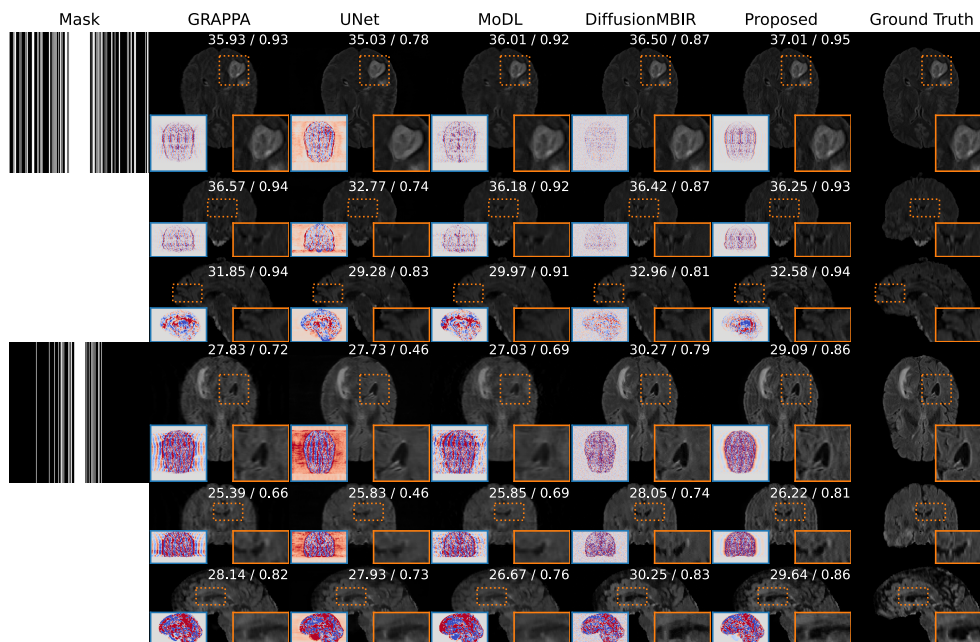 Mask GRAPPA UNet MoDL DiffusionMBIR Proposed Ground Truth
35.93 / 0.93 35.03 / 0.78 36.01 / 0.92 36.50 / 0.87 37.01 / 0.95
36.57 / 0.94 32.77 / 0.74 36.18 / 0.92 36.42 / 0.87 36.25 / 0.93
31.85 / 0.94 29.28 / 0.83 29.97 / 0.91 32.96 / 0.81 32.58 / 0.94
27.83 / 0.72 27.73 / 0.46 27.03 / 0.69 30.27 / 0.79 29.09 / 0.86
25.39 / 0.66 25.83 / 0.46 25.85 / 0.69 28.05 / 0.74 26.22 / 0.81
28.14 / 0.82 27.93 / 0.73 26.67 / 0.76 30.25 / 0.83 29.64 / 0.86